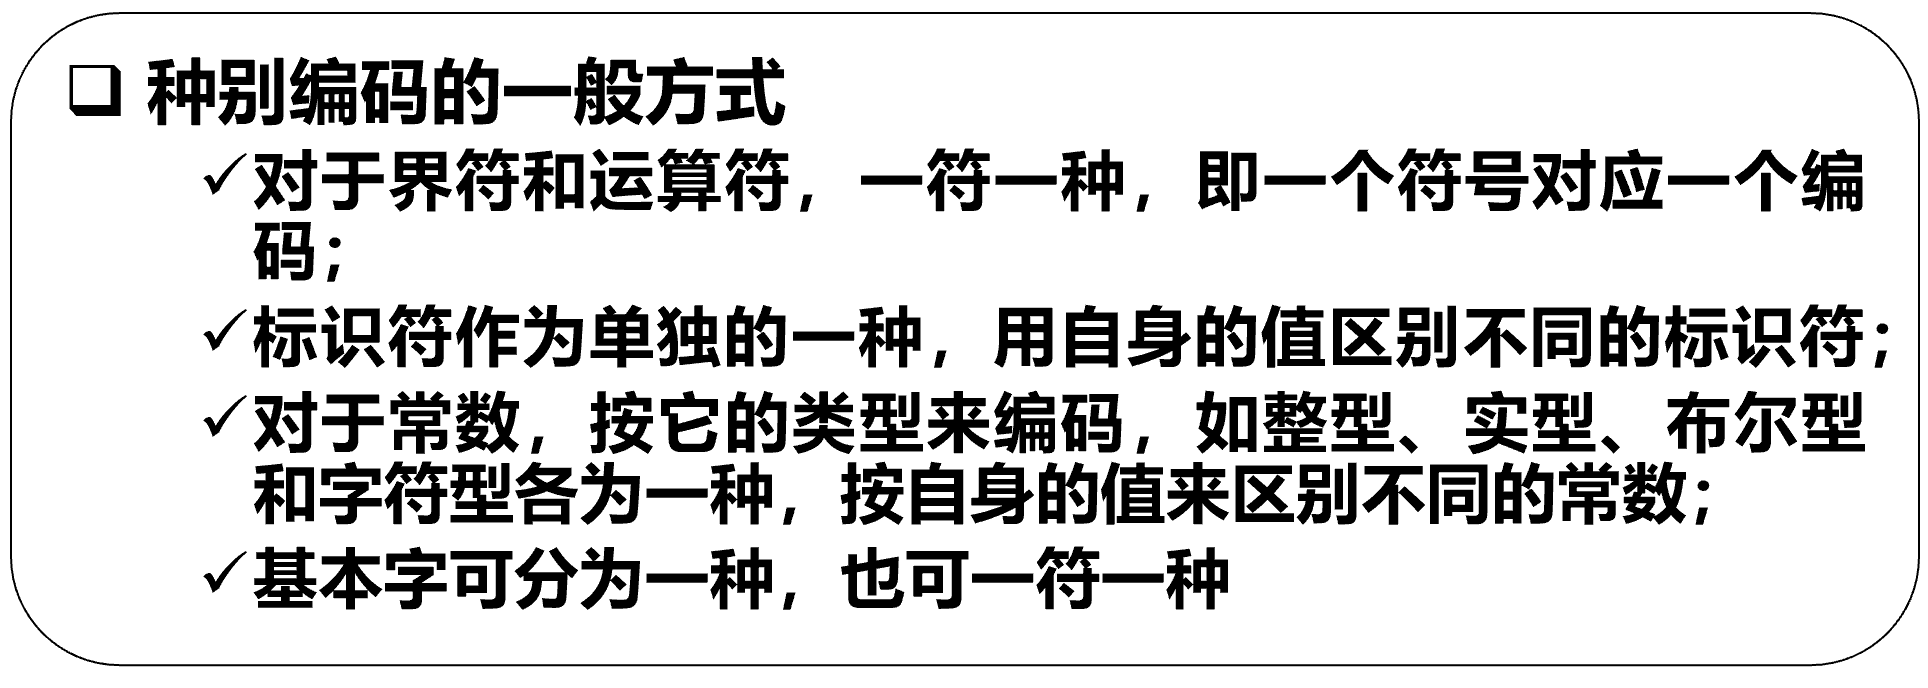 种别编码的一般方式
对于界符和运算符，一符一种，即一个符号对应一个编
码；
标识符作为单独的一种，用自身的值区别不同的标识符；
对于常数，按它的类型来编码，如整型、实型、布尔型
和字符型各为一种，按自身的值来区别不同的常数；
基本字可分为一种，也可一符一种